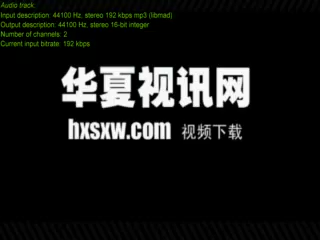 Audio track:
Input description: 44100 Hz. stereo 192 kbps mp3 (libmad)
Output description: 44100 Hz. stereo 16-bit integer
Number of channels: 2
Current input bitrate: 192 kbps
华夏视讯网
hxsxw.com 视频下载